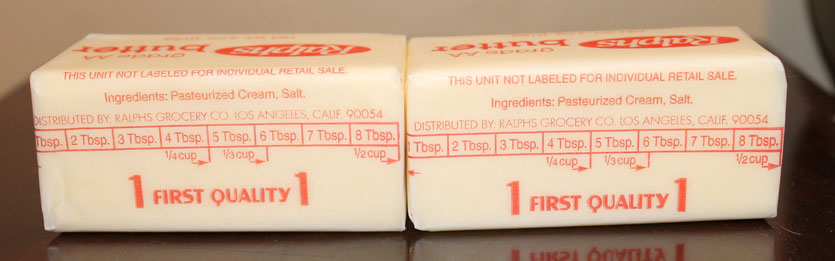 Ralphs
grade AA butter
THIS UNIT NOT LABELED FOR INDIVIDUAL RETAIL SALE.
Ingredients: Pasteurized Cream, Salt.
DISTRIBUTED BY: RALPHS GROCERY CO. LOS ANGELES, CALIF. 90054
Tbsp. 2 Tbsp. 3 Tbsp. 4 Tbsp. 5 Tbsp. 6 Tbsp. 7 Tbsp. 8 Tbsp.
1/4 cup 1/3 cup 1/2 cup
1 FIRST QUALITY 1
Ralphs
grade AA butter
THIS UNIT NOT LABELED FOR INDIVIDUAL RETAIL SALE.
Ingredients: Pasteurized Cream, Salt.
DISTRIBUTED BY: RALPHS GROCERY CO. LOS ANGELES, CALIF. 90054
1 Tbsp. 2 Tbsp. 3 Tbsp. 4 Tbsp. 5 Tbsp. 6 Tbsp. 7 Tbsp. 8 Tbsp.
1/4 cup 1/3 cup 1/2 cup
1 FIRST QUALITY 1